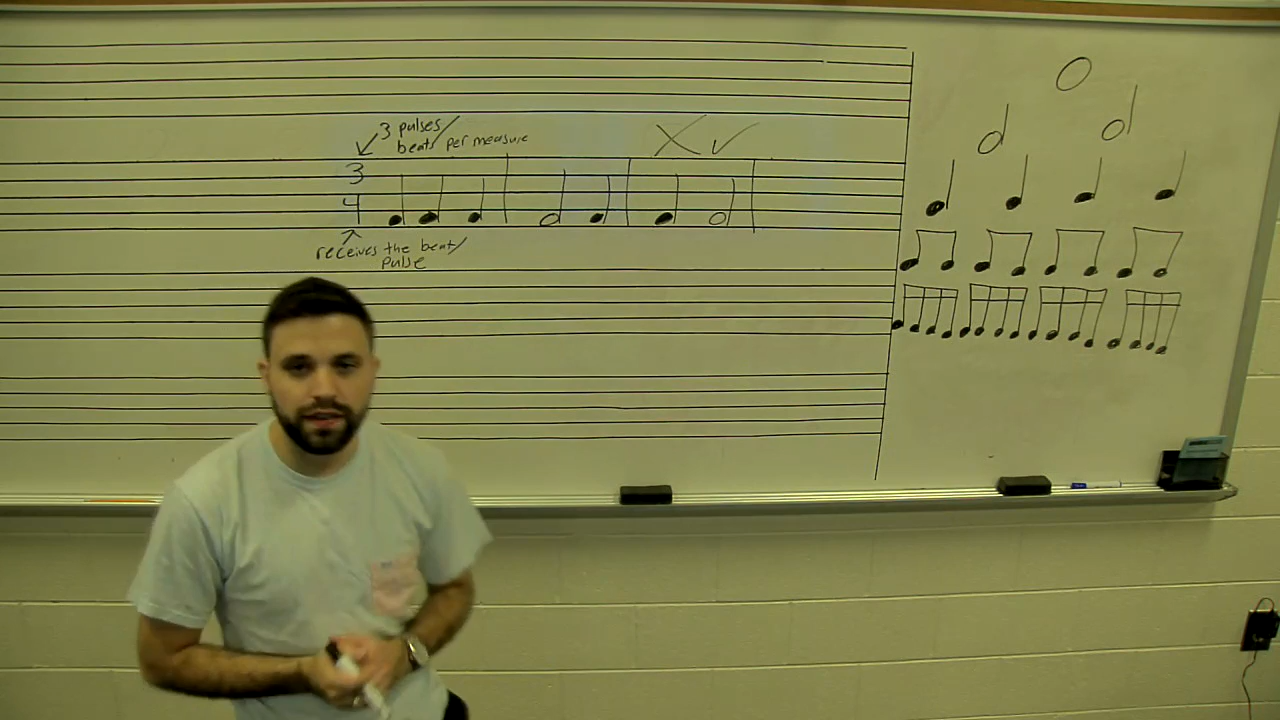 3 pulses/
beats/ per measure
3
4
receives the beat/
pulse